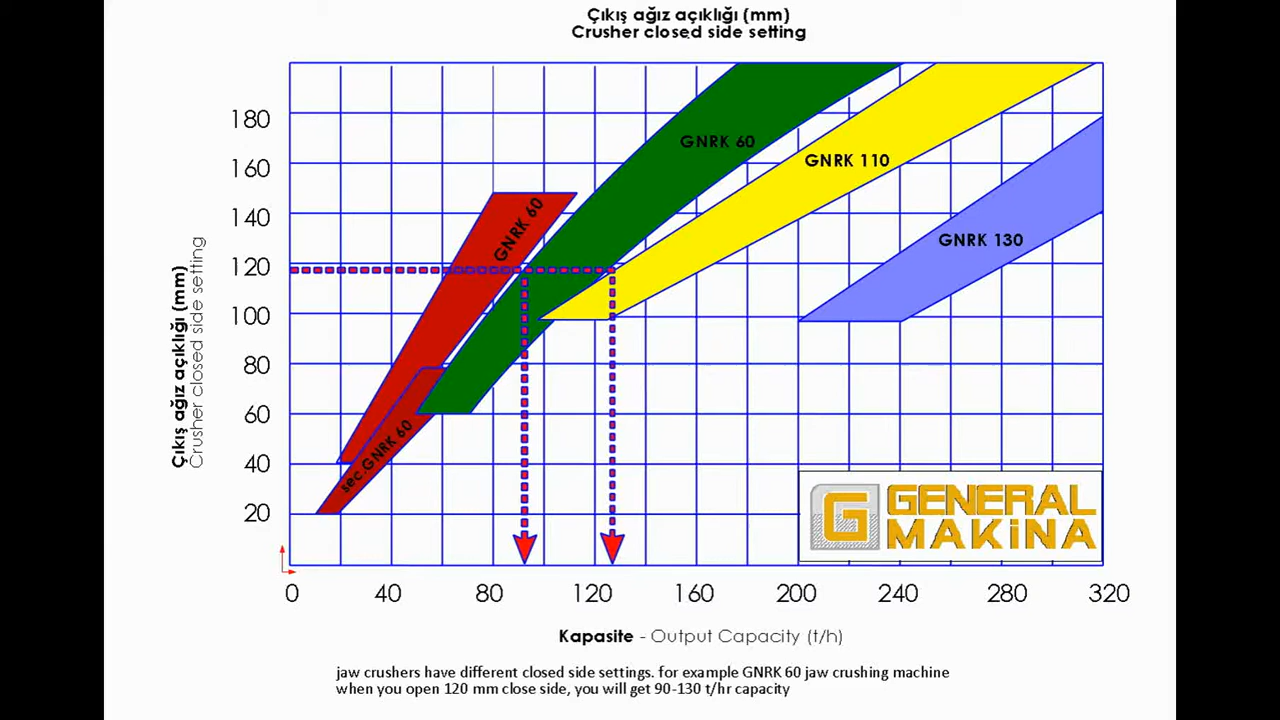 Çıkış ağız açıklığı (mm)
Crusher closed side setting
180
160
140
120
100
80
60
40
20
Çıkış ağız açıklığı (mm)
Crusher closed side setting
GNRK 60
sec.GNRK 60
GNRK 60
GNRK 110
GNRK 130
G GENERAL
MAKİNA
0 40 80 120 160 200 240 280 320
Kapasite - Output Capacity (t/h)
jaw crushers have different closed side settings. for example GNRK 60 jaw crushing machine
when you open 120 mm close side, you will get 90-130 t/hr capacity